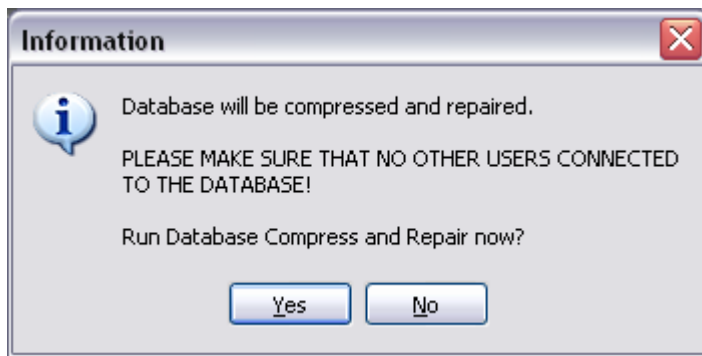 Information
Database will be compressed and repaired.
PLEASE MAKE SURE THAT NO OTHER USERS CONNECTED
TO THE DATABASE!
Run Database Compress and Repair now?
Yes
No